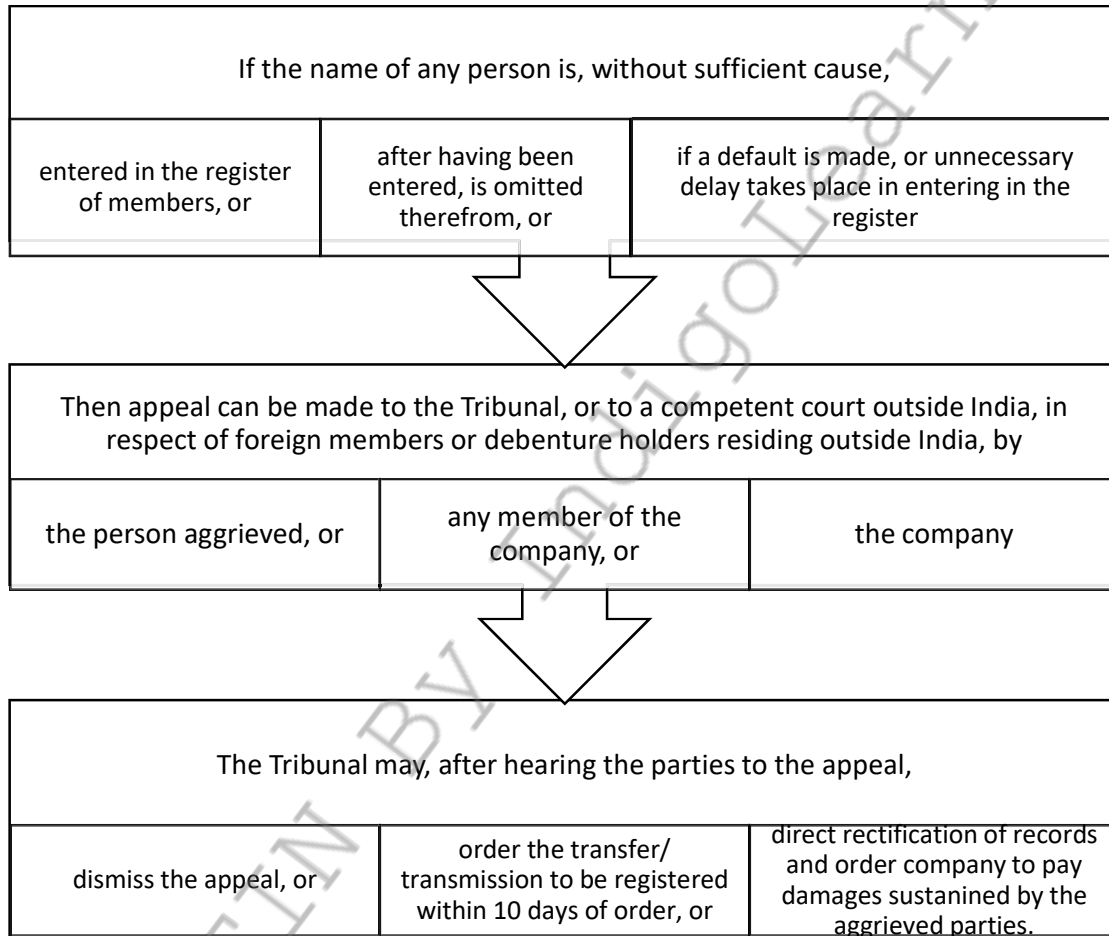 If the name of any person is, without sufficient cause,
entered in the register
of members, or
after having been
entered, is omitted
therefrom, or
if a default is made, or unnecessary
delay takes place in entering in the
register
Then appeal can be made to the Tribunal, or to a competent court outside India, in
respect of foreign members or debenture holders residing outside India, by
the person aggrieved, or
any member of the
company, or
the company
The Tribunal may, after hearing the parties to the appeal,
dismiss the appeal, or
order the transfer/
transmission to be registered
within 10 days of order, or
direct rectification of records
and order company to pay
damages sustanined by the
aggrieved parties.
By IndigoLearn